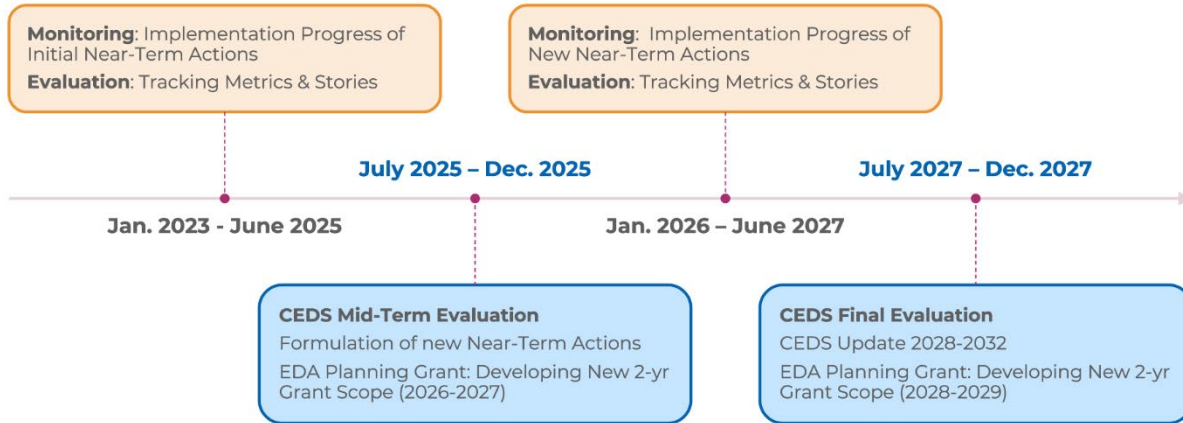 Monitoring: Implementation Progress of
Initial Near-Term Actions
Evaluation: Tracking Metrics & Stories
Monitoring:  Implementation Progress of
New Near-Term Actions
Evaluation: Tracking Metrics & Stories
July 2025 – Dec. 2025
July 2027 – Dec. 2027
Jan. 2023 - June 2025
Jan. 2026 – June 2027
CEDS Mid-Term Evaluation
Formulation of new Near-Term Actions
EDA Planning Grant: Developing New 2-yr
Grant Scope (2026-2027)
CEDS Final Evaluation
CEDS Update 2028-2032
EDA Planning Grant: Developing New 2-yr
Grant Scope (2028-2029)